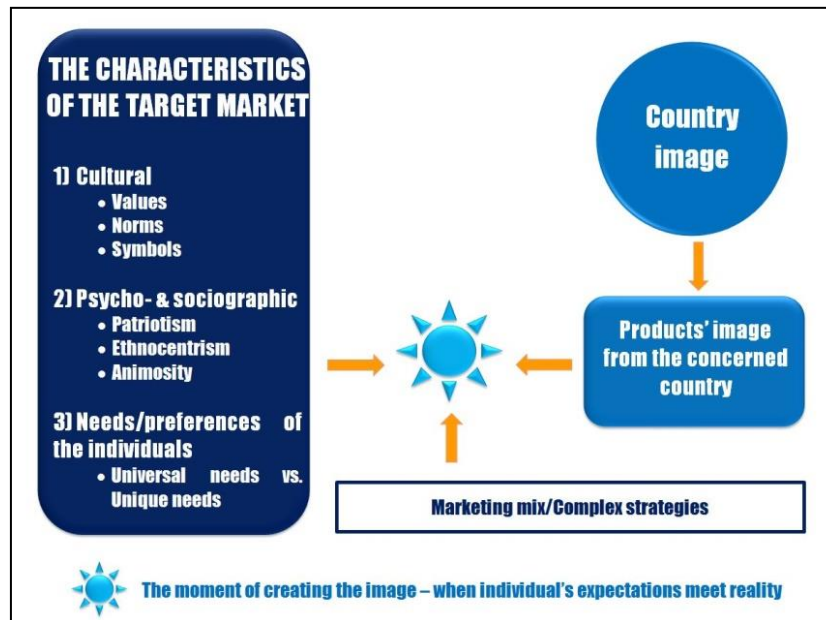 THE CHARACTERISTICS
OF THE TARGET MARKET
1) Cultural
• Values
• Norms
• Symbols
2) Psycho- & sociographic
• Patriotism
• Ethnocentrism
• Animosity
3) Needs/preferences of
the individuals
• Universal needs vs.
Unique needs
Country
image
Products' image
from the concerned
country
Marketing mix/Complex strategies
The moment of creating the image – when individual's expectations meet reality